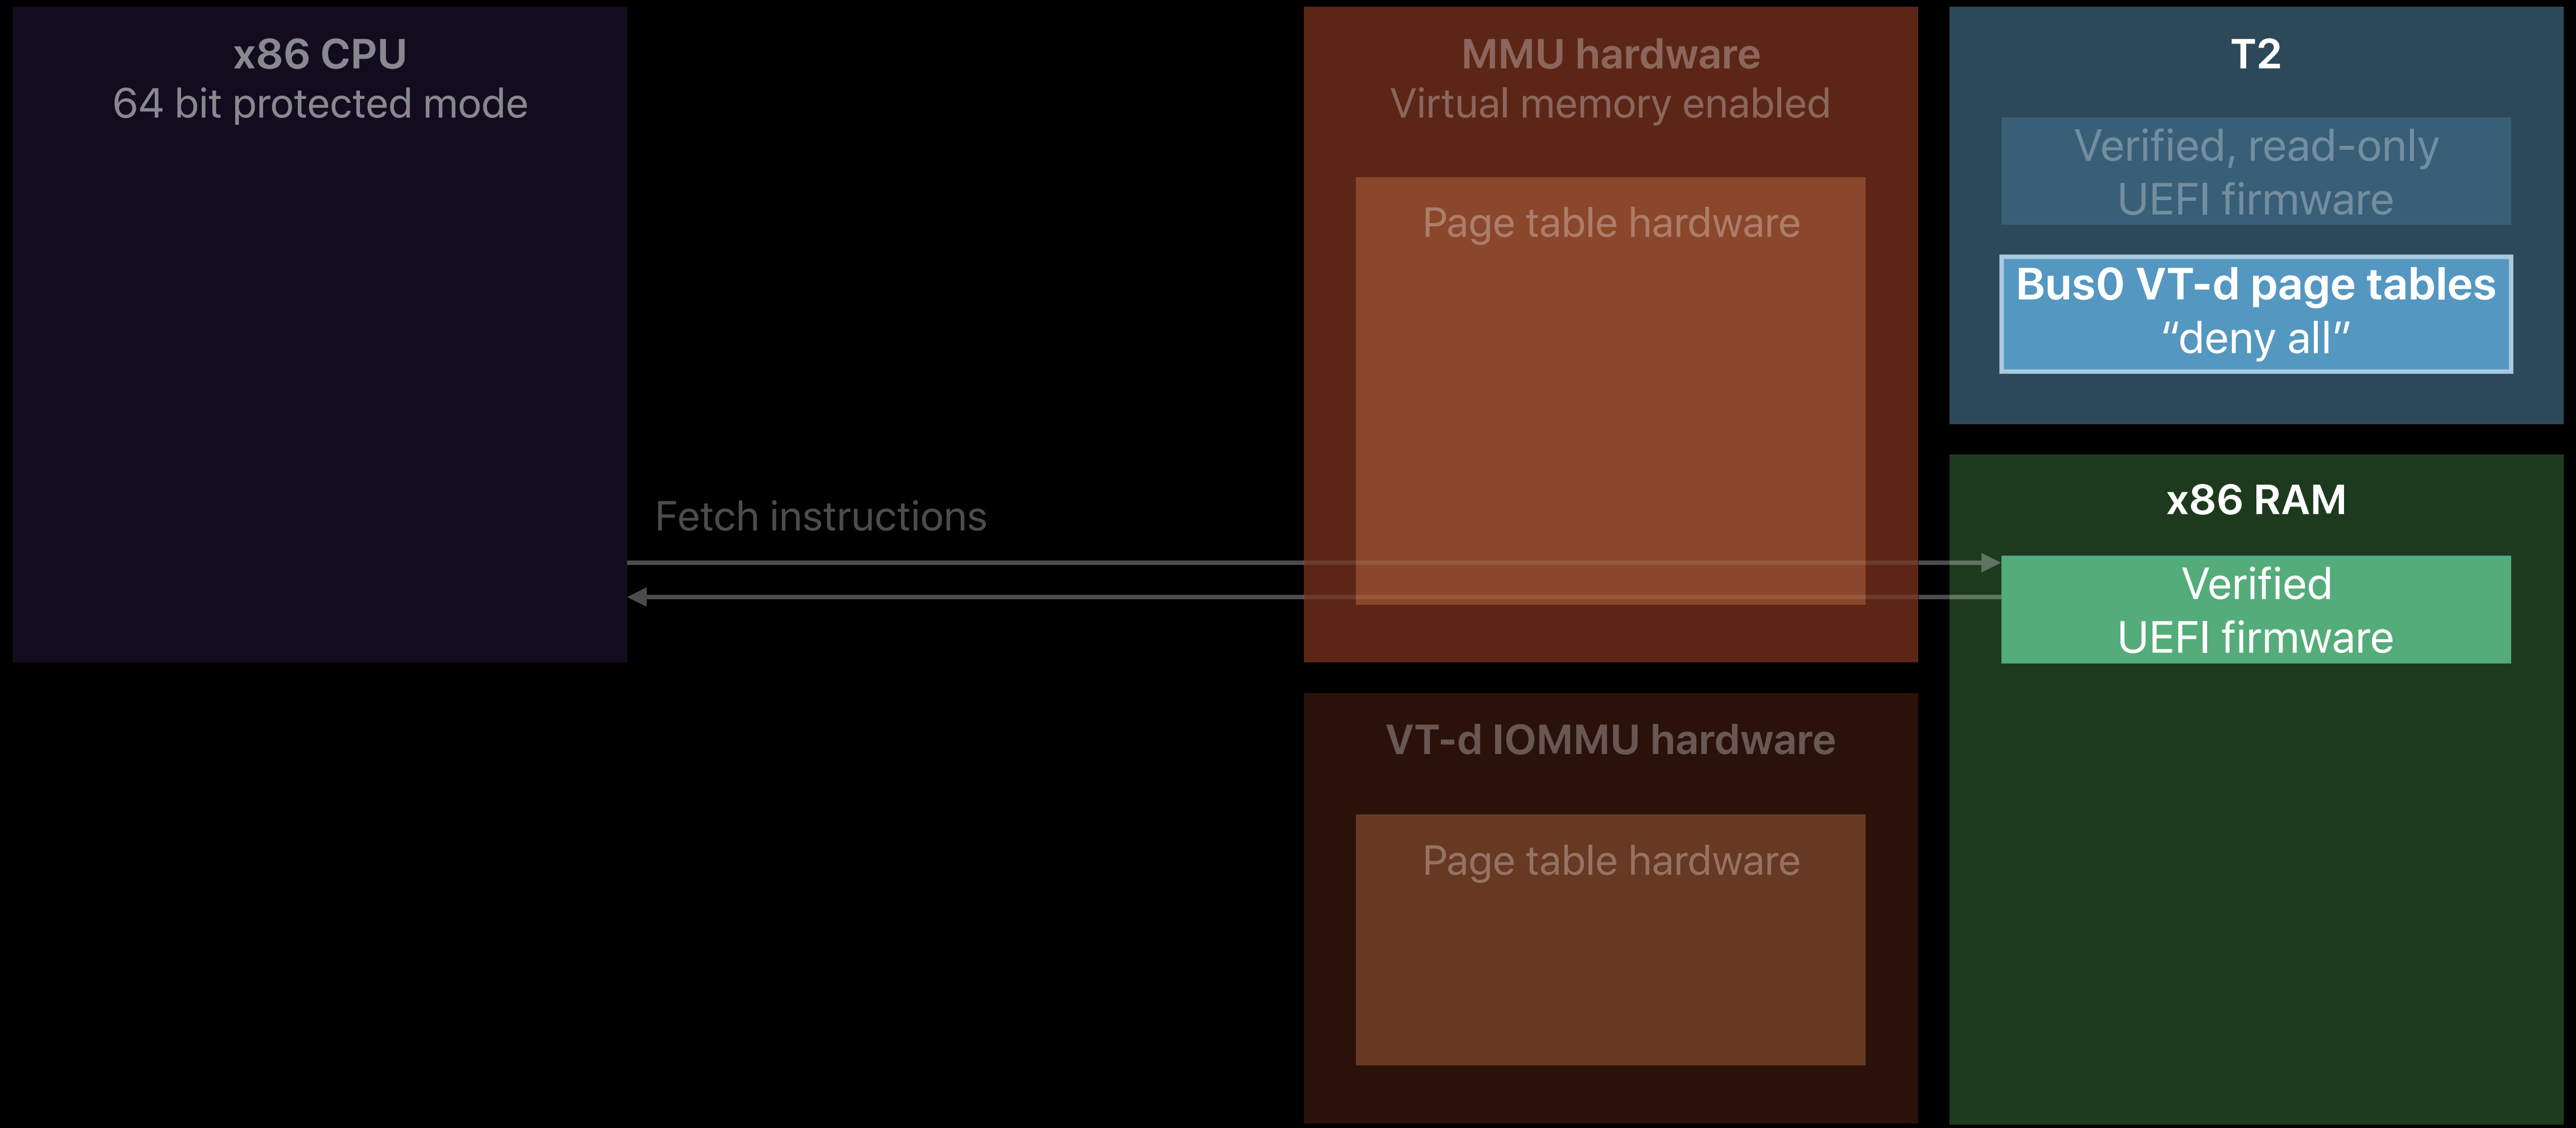 x86 CPU
64 bit protected mode
Fetch instructions
MMU hardware
Virtual memory enabled
Page table hardware
VT-d IOMMU hardware
Page table hardware
T2
Verified, read-only
UEFI firmware
Bus0 VT-d page tables
“deny all”
x86 RAM
Verified
UEFI firmware